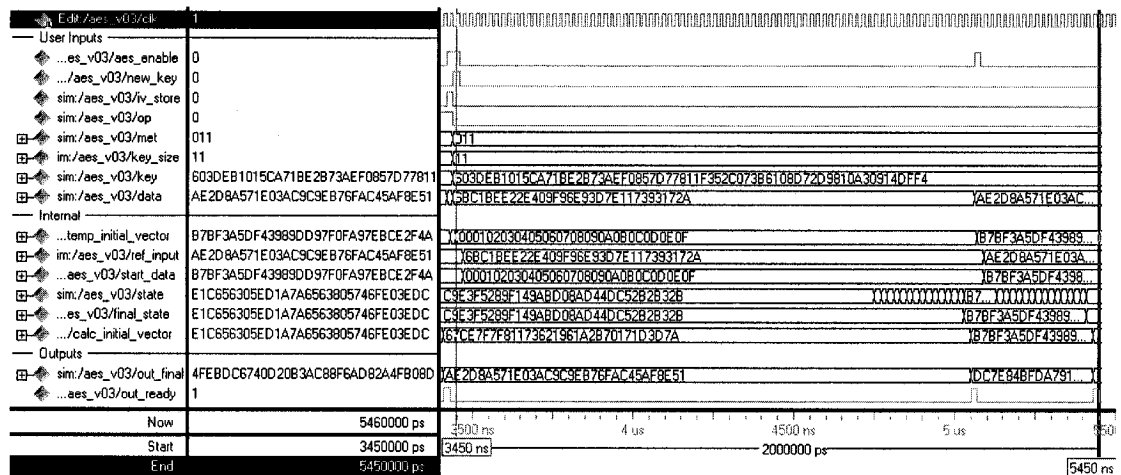 Edit:/aes_v03/clk 1
User Inputs
...es_v03/aes_enable 0
.../aes_v03/new_key 0
sim:/aes_v03/iv_store 0
sim:/aes_v03/op 0
sim:/aes_v03/met 011 011
im:/aes_v03/key_size 11 11
sim:/aes_v03/key 603DEB1015CA71BE2B73AEF0857D77811 603DEB1015CA71BE2B73AEF0857D77811F352C073B6108D72D9810A30914DFF4
sim:/aes_v03/data AE2D8A571E03AC9C9EB76FAC45AF8E51 6BC1BEE22E409F96E93D7E117393172A AE2D8A571E03AC...
Internal
...temp_initial_vector B7BF3A5DF43989DD97F0FA97EBCE2F4A 000102030405060708090A0B0C0D0E0F B7BF3A5DF43989...
im:/aes_v03/ref_input AE2D8A571E03AC9C9EB76FAC45AF8E51 6BC1BEE22E409F96E93D7E117393172A AE2D8A571E03A...
...aes_v03/start_data B7BF3A5DF43989DD97F0FA97EBCE2F4A 000102030405060708090A0B0C0D0E0F B7BF3A5DF4398...
sim:/aes_v03/state E1C656305ED1A7A6563805746FE03EDC C9E3F5289F149ABD08AD44DC52B2B32B B7...
...es_v03/final_state E1C656305ED1A7A6563805746FE03EDC C9E3F5289F149ABD08AD44DC52B2B32B B7BF3A5DF43989...
.../calc_initial_vector E1C656305ED1A7A6563805746FE03EDC 67CE7F7F81173621961A2B70171D3D7A B7BF3A5DF43989...
Outputs
sim:/aes_v03/out_final 4FEBDC6740D20B3AC88F6AD82A4FB08D AE2D8A571E03AC9C9EB76FAC45AF8E51 DC7E84BFDA791...
...aes_v03/out_ready 1
Now 5460000 ps 3500 ns 4 us 4500 ns 5 us
Start 3450000 ps 3450 ns 2000000 ps
End 5450000 ps 5450 ns